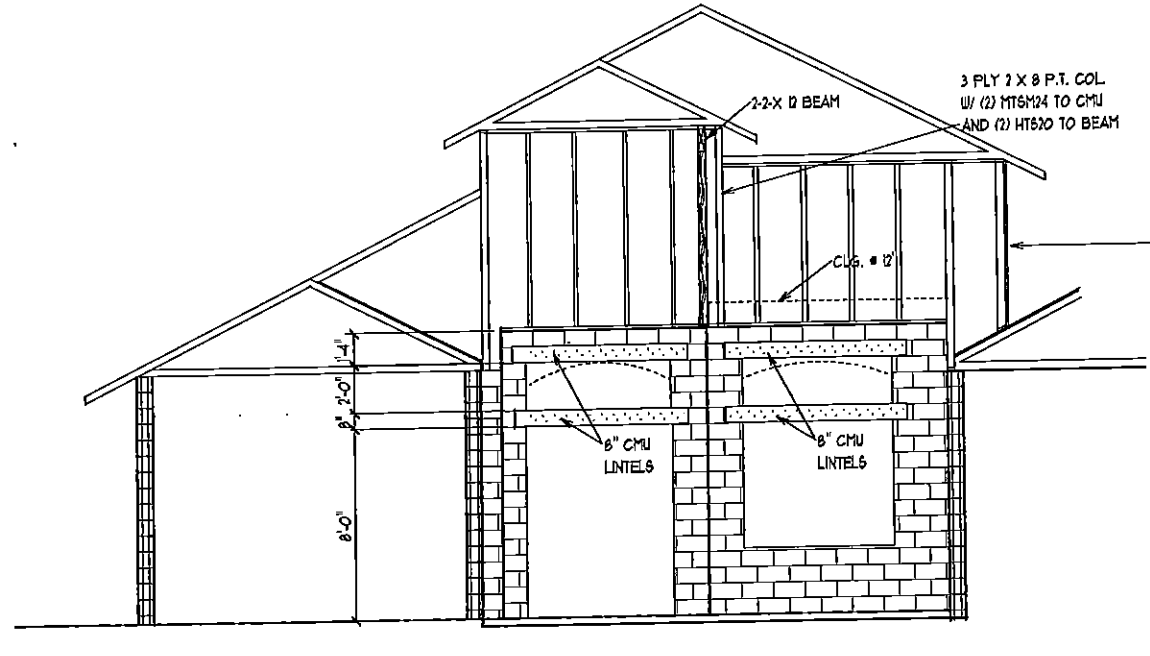 2-2-X 12 BEAM
3 PLY 2 X 8 P.T. COL.
W/ (2) MTSM24 TO CMU
AND (2) HTS20 TO BEAM
CLG. @ 12'
1'-4"
2'-0"
8"
8'-0"
8" CMU
LINTELS
8" CMU
LINTELS